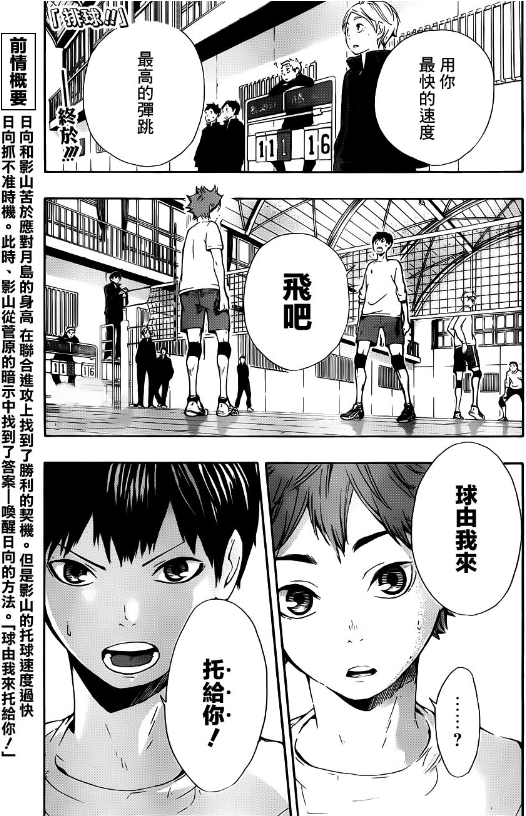 『排球!!』
終於!!!
用你
最快的速度
最高的彈跳
11 1 16
飛吧
11 16
球由我來
托給你！
……？
前情概要
日向和影山苦於應對月島的身高 在聯合進攻上找到了勝利的契機。但是影山的托球速度過快
日向抓不准時機。此時、影山從菅原的暗示中找到了答案—喚醒日向的方法。「球由我來托給你！」